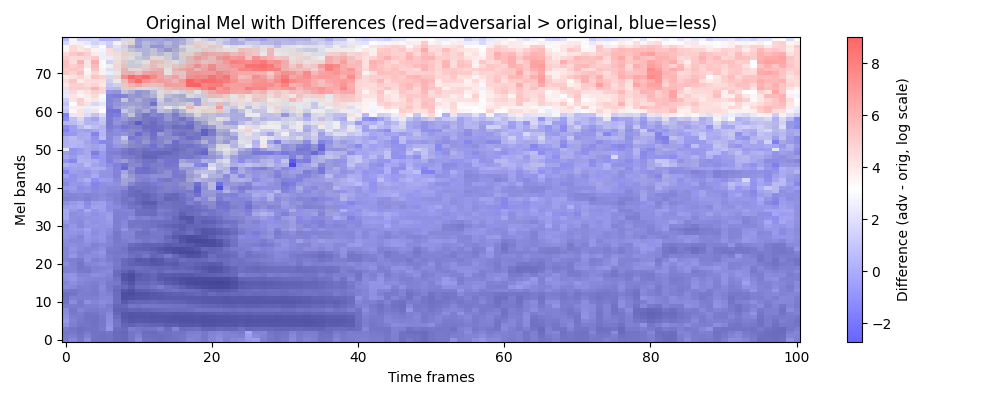 Original Mel with Differences (red=adversarial > original, blue=less)
Mel bands
70
60
50
40
30
20
10
0
0 20 40 60 80 100
Time frames
8
6
4
2
0
−2
Difference (adv - orig, log scale)